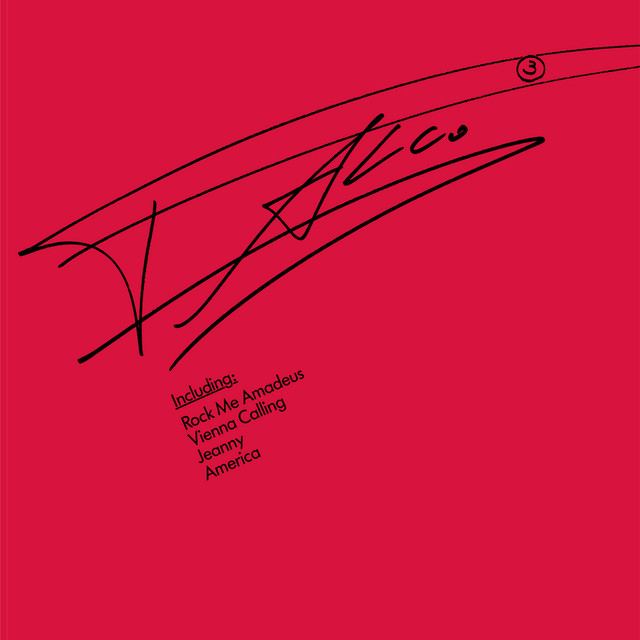 3
FALCO
Including:
Rock Me Amadeus
Vienna Calling
Jeanny
America